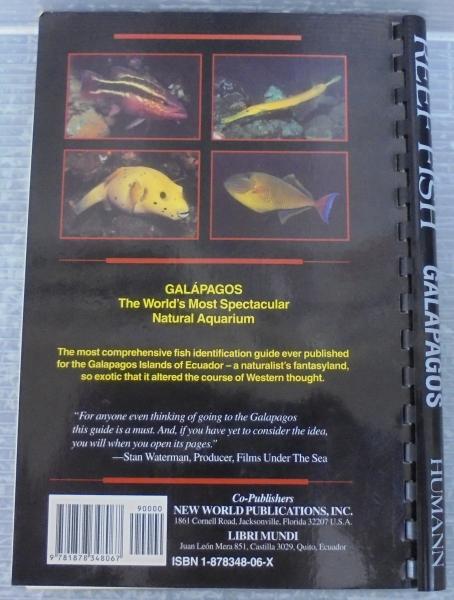 GALÁPAGOS
The World's Most Spectacular
Natural Aquarium
The most comprehensive fish identification guide ever published
for the Galapagos Islands of Ecuador – a naturalist's fantasyland,
so exotic that it altered the course of Western thought.
"For anyone even thinking of going to the Galapagos
this guide is a must. And, if you have yet to consider the idea,
you will when you open its pages."
—Stan Waterman, Producer, Films Under The Sea
90000
9 781878 348067
Co-Publishers
NEW WORLD PUBLICATIONS, INC.
1861 Cornell Road, Jacksonville, Florida 32207 U.S.A.
LIBRI MUNDI
Juan León Mera 851, Castilla 3029, Quito, Ecuador
ISBN 1-878348-06-X
REEF FISH
GALAPAGOS
HUMANN